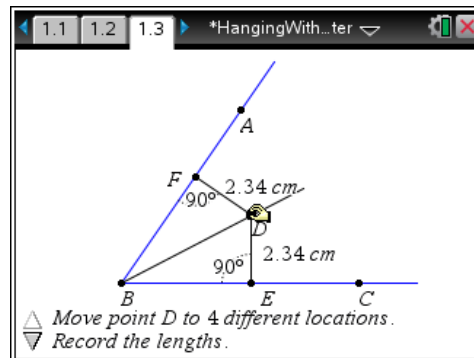 1.1 1.2 1.3 *HangingWith...ter
A
F
2.34 cm
90°
D
2.34 cm
90°
B E C
Move point D to 4 different locations.
Record the lengths.